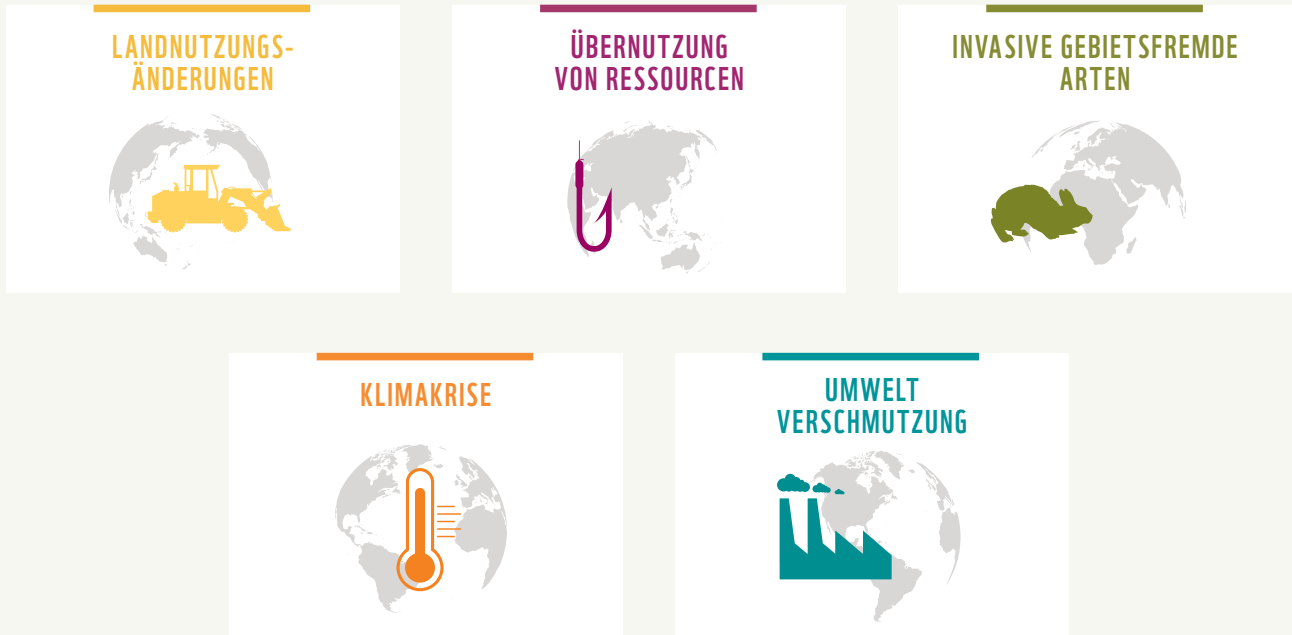 LANDNUTZUNGS-
ÄNDERUNGEN
ÜBERNUTZUNG
VON RESSOURCEN
INVASIVE GEBIETSFREMDE
ARTEN
KLIMAKRISE
UMWELT
VERSCHMUTZUNG